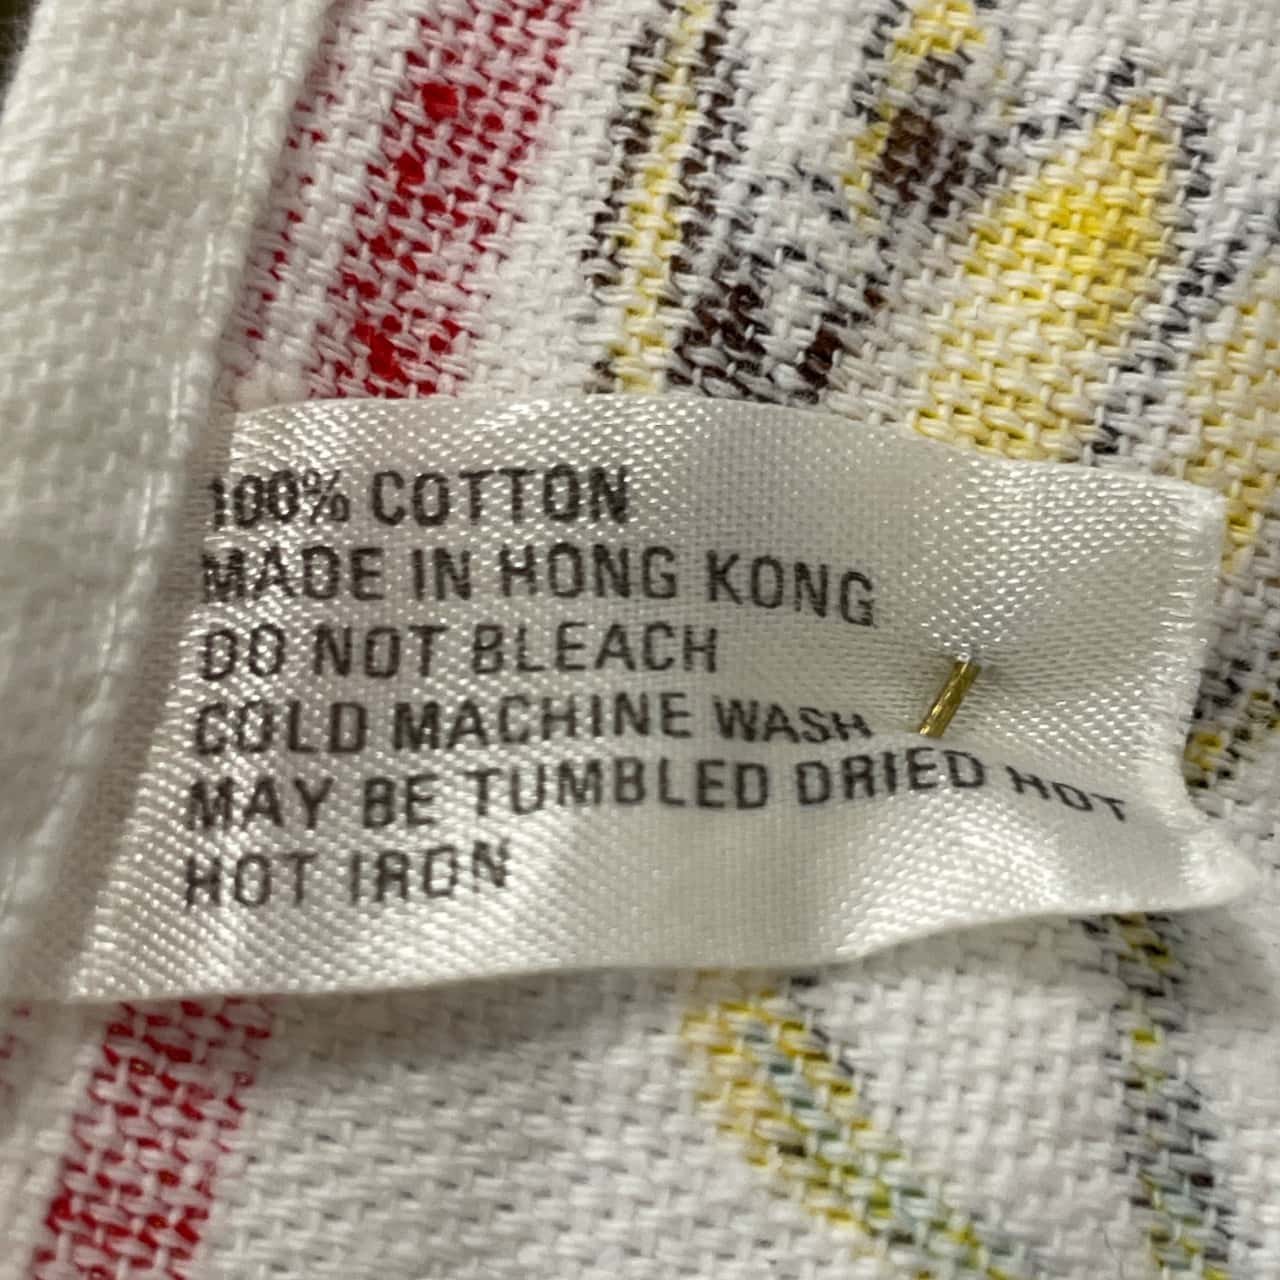 100% COTTON
MADE IN HONG KONG
DO NOT BLEACH
COLD MACHINE WASH
MAY BE TUMBLED DRIED HOT
HOT IRON